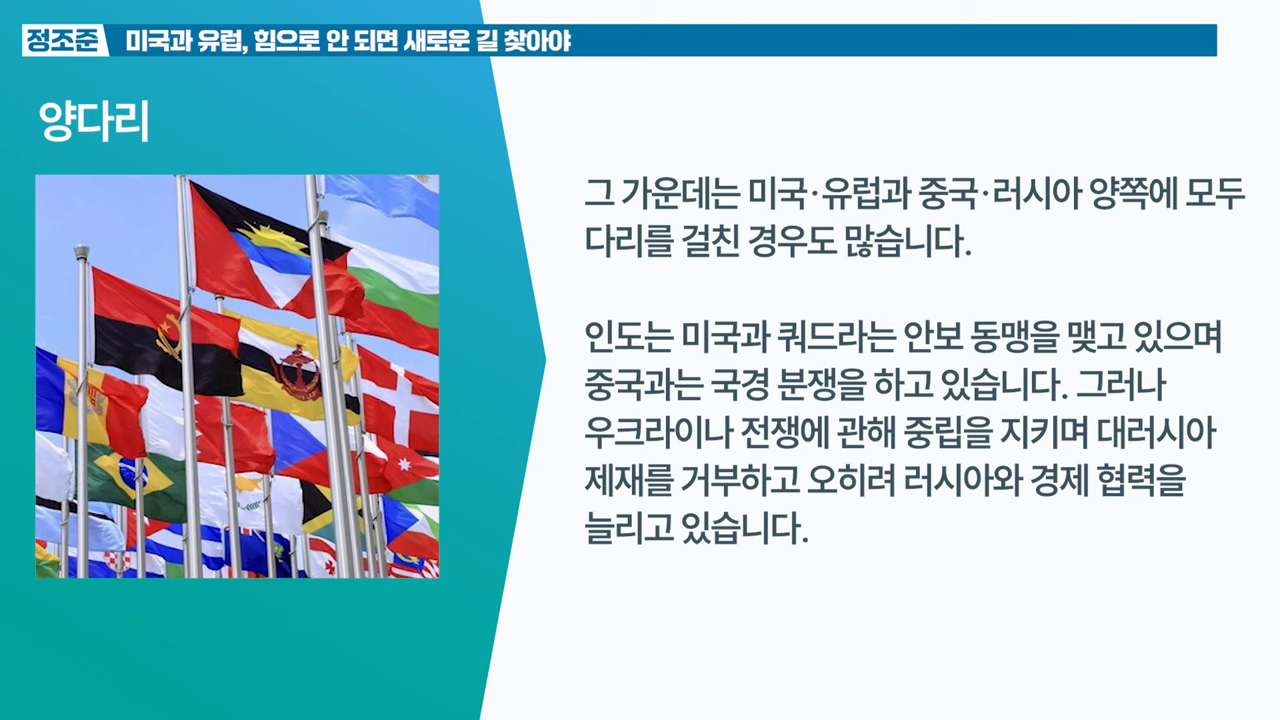 정조준 미국과 유럽, 힘으로 안 되면 새로운 길 찾아야
양다리
그 가운데는 미국·유럽과 중국·러시아 양쪽에 모두
다리를 걸친 경우도 많습니다.
인도는 미국과 쿼드라는 안보 동맹을 맺고 있으며
중국과는 국경 분쟁을 하고 있습니다. 그러나
우크라이나 전쟁에 관해 중립을 지키며 대러시아
제재를 거부하고 오히려 러시아와 경제 협력을
늘리고 있습니다.